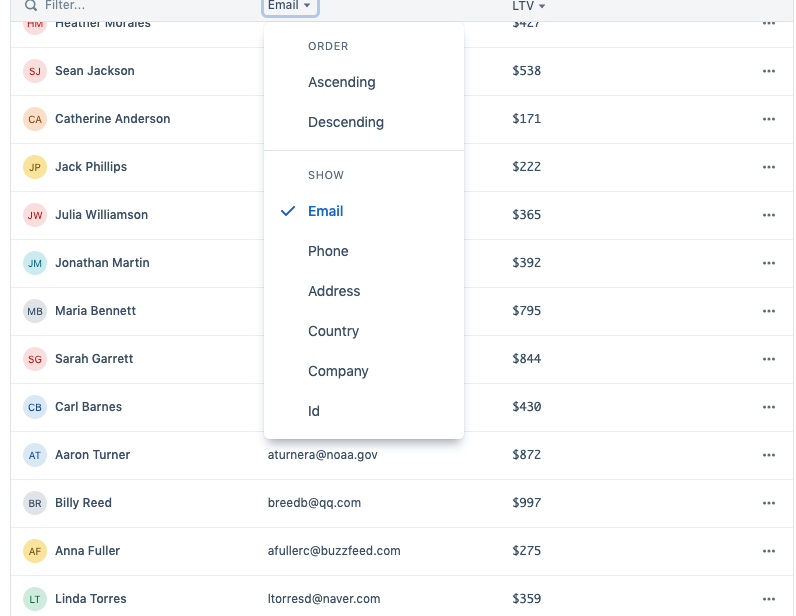 Filter...
Email
LTV
HM Heather Morales $427
ORDER
SJ Sean Jackson $538
Ascending
CA Catherine Anderson $171
Descending
JP Jack Phillips $222
SHOW
JW Julia Williamson $365
Email
JM Jonathan Martin $392
Phone
Address
MB Maria Bennett $795
Country
SG Sarah Garrett $844
Company
CB Carl Barnes $430
Id
AT Aaron Turner aturnera@noaa.gov $872
BR Billy Reed breedb@qq.com $997
AF Anna Fuller afullerc@buzzfeed.com $275
LT Linda Torres ltorresd@naver.com $359